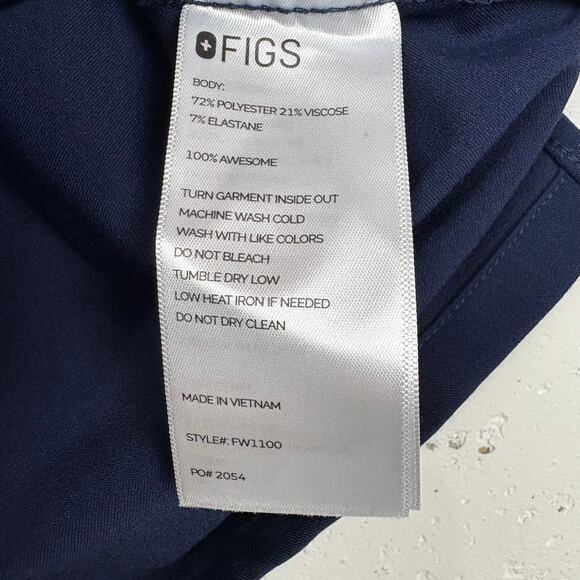 FIGS
BODY:
72% POLYESTER 21% VISCOSE
7% ELASTANE
100% AWESOME
TURN GARMENT INSIDE OUT
MACHINE WASH COLD
WASH WITH LIKE COLORS
DO NOT BLEACH
TUMBLE DRY LOW
LOW HEAT IRON IF NEEDED
DO NOT DRY CLEAN
MADE IN VIETNAM
STYLE#: FW1100
PO# 2054